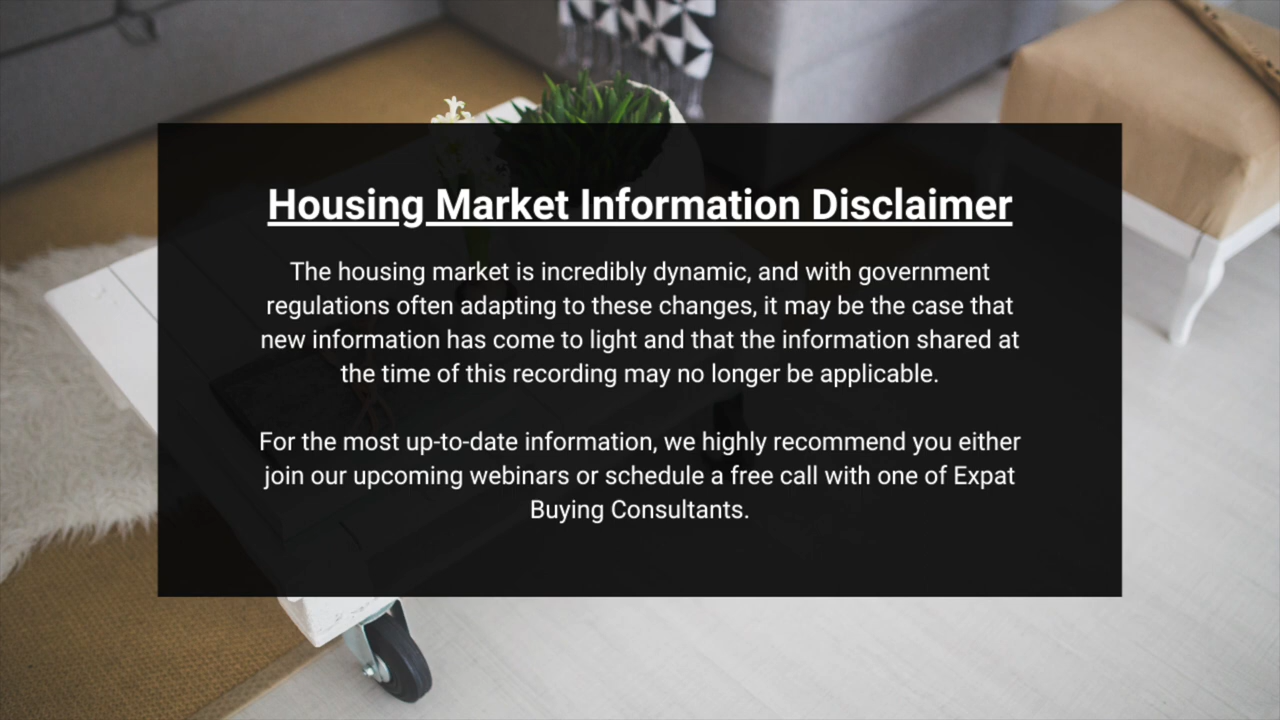 Housing Market Information Disclaimer
The housing market is incredibly dynamic, and with government
regulations often adapting to these changes, it may be the case that
new information has come to light and that the information shared at
the time of this recording may no longer be applicable.
For the most up-to-date information, we highly recommend you either
join our upcoming webinars or schedule a free call with one of Expat
Buying Consultants.